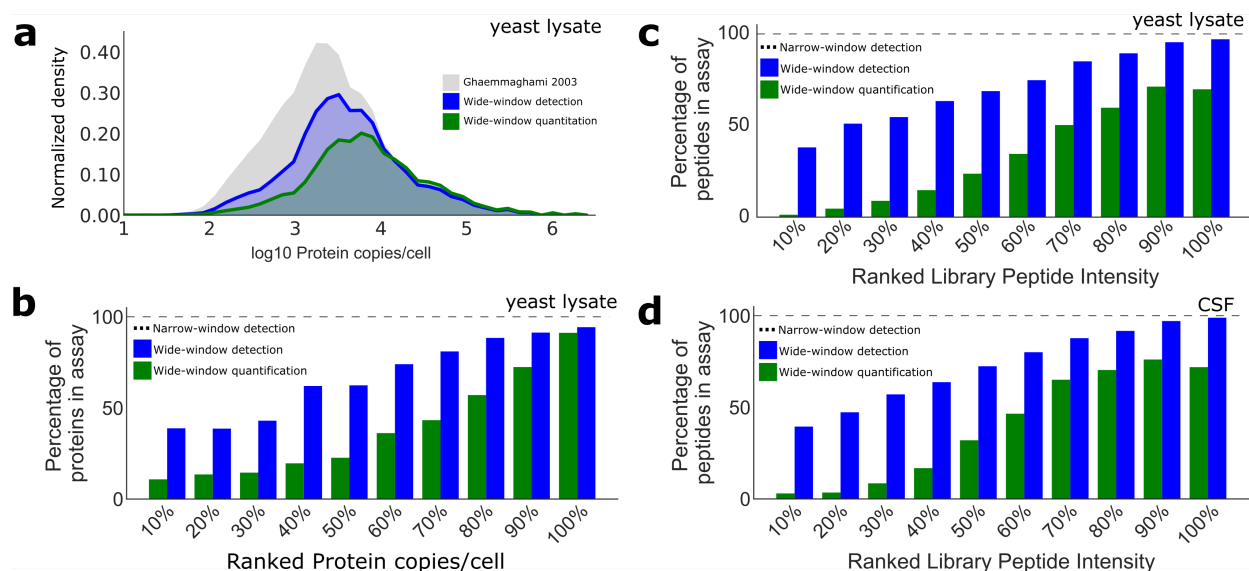 a
yeast lysate
Normalized density
0.40
0.30
0.20
0.10
0.00
Ghaemmaghami 2003
Wide-window detection
Wide-window quantitation
1
2
3
4
5
6
log10 Protein copies/cell
b
yeast lysate
Percentage of
proteins in assay
100
50
0
Narrow-window detection
Wide-window detection
Wide-window quantification
10%
20%
30%
40%
50%
60%
70%
80%
90%
100%
Ranked Protein copies/cell
c
yeast lysate
Percentage of
peptides in assay
100
50
0
Narrow-window detection
Wide-window detection
Wide-window quantification
10%
20%
30%
40%
50%
60%
70%
80%
90%
100%
Ranked Library Peptide Intensity
d
CSF
Percentage of
peptides in assay
100
50
0
Narrow-window detection
Wide-window detection
Wide-window quantification
10%
20%
30%
40%
50%
60%
70%
80%
90%
100%
Ranked Library Peptide Intensity